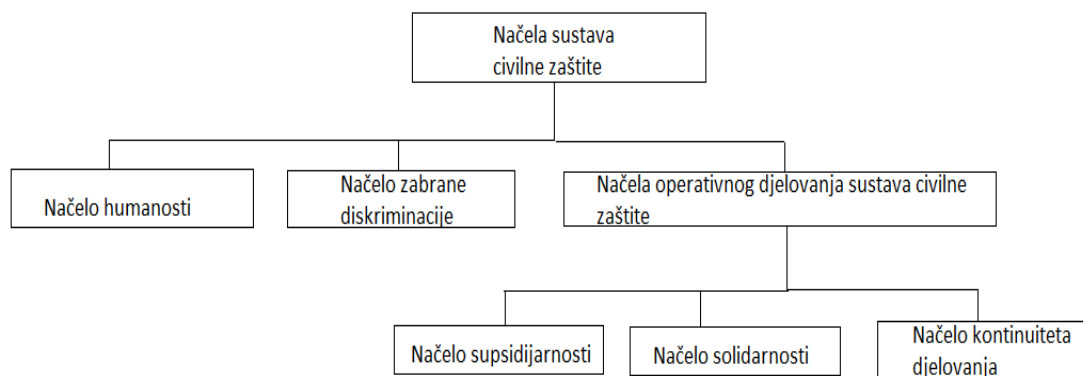 Načela sustava
civilne zaštite
Načelo humanosti
Načelo zabrane
diskriminacije
Načela operativnog djelovanja sustava civilne
zaštite
Načelo supsidijarnosti
Načelo solidarnosti
Načelo kontinuiteta
djelovanja